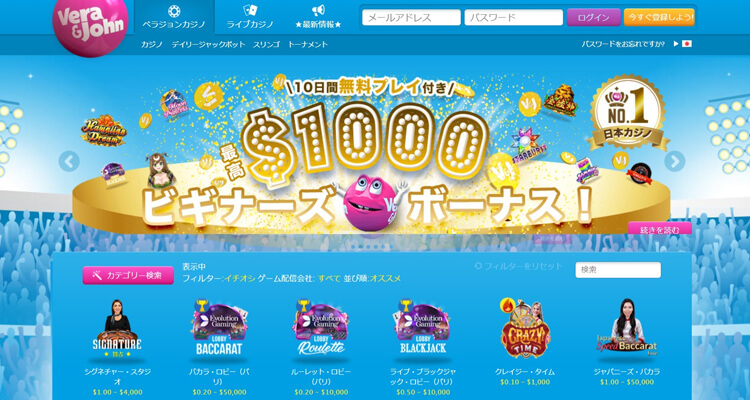 Vera
&John
ベラジョンカジノ
ライブカジノ
★最新情報★
メールアドレス
パスワード
ログイン
今すぐ登録しよう!
カジノ デイリージャックポット スリンゴ トーナメント
パスワードをお忘れですか?
10日間無料プレイ付き
最高
$1000
ビギナーズ ボーナス!
NO.1
日本カジノ
Hawaiian
Dream
STARBURST
続きを読む
カテゴリー検索
表示中
フィルター:イチオシ ゲーム配信会社: すべて 並び順:オススメ
フィルターをリセット
検索
SIGNATURE
Evolution
Gaming
LOBBY
BACCARAT
Evolution
Gaming
LOBBY
Roulette
Evolution
Gaming
LOBBY
BLACKJACK
CRAZY
TIME
Speed Baccarat
シグネチャー・スタジ
オ
$1.00 – $4,000
バカラ・ロビー(バ
リ)
$0.20 – $50,000
ルーレット・ロビー(バ
リ)
$0.20 – $50,000
ライブ・ブラックジャ
ック・ロビー(バリ)
$0.50 – $10,000
クレイジー・タイム
$0.10 – $1,000
ジャパニーズ・バカラ
$1.00 – $50,000